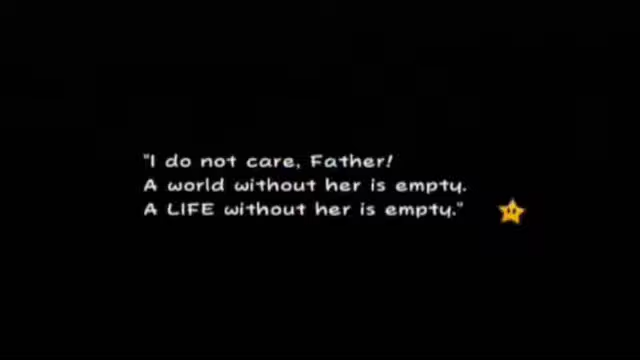 "I do not care, Father!
A world without her is empty.
A LIFE without her is empty."